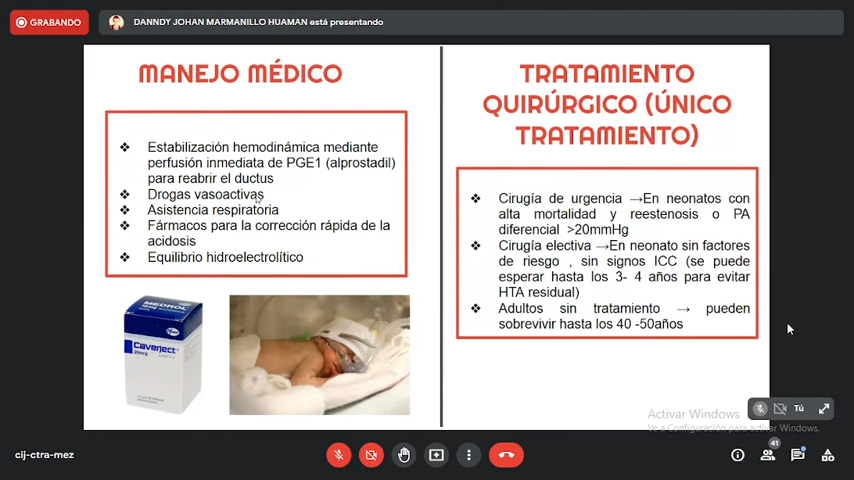 GRABANDO
DANNDY JOHAN MARMANILLO HUAMAN está presentando
MANEJO MÉDICO
❖ Estabilización hemodinámica mediante
perfusión inmediata de PGE1 (alprostadil)
para reabrir el ductus
❖ Drogas vasoactivas
❖ Asistencia respiratoria
❖ Fármacos para la corrección rápida de la
acidosis
❖ Equilibrio hidroelectrolítico
MEDROL
Caverject
Pfizer
TRATAMIENTO
QUIRÚRGICO (ÚNICO
TRATAMIENTO)
❖ Cirugía de urgencia →En neonatos con
alta mortalidad y reestenosis o PA
diferencial >20mmHg
❖ Cirugía electiva →En neonato sin factores
de riesgo , sin signos ICC (se puede
esperar hasta los 3- 4 años para evitar
HTA residual)
❖ Adultos sin tratamiento → pueden
sobrevivir hasta los 40 -50años
Tú
Activar Windows
Ve a Configuración para activar Windows.
cij-ctra-mez
41